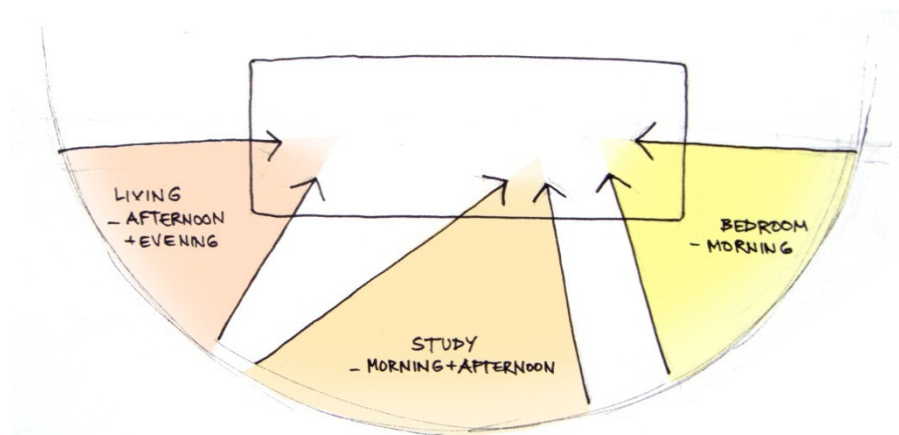 LIVING
- AFTERNOON
+ EVENING
STUDY
- MORNING + AFTERNOON
BEDROOM
- MORNING